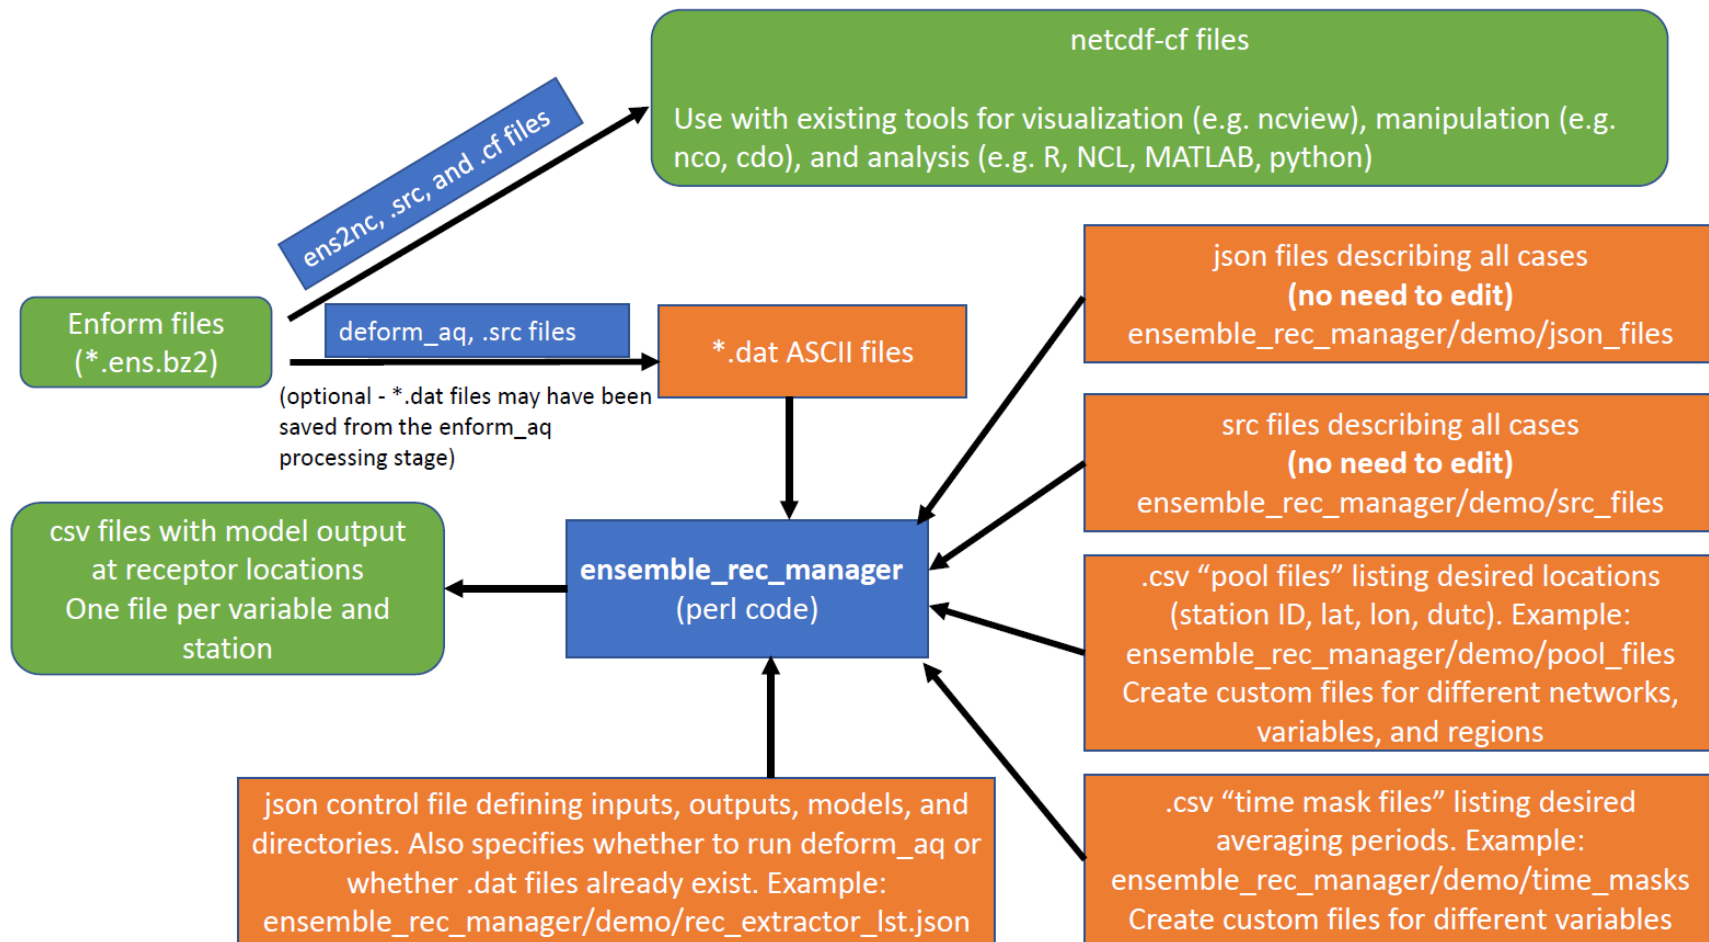 netcdf-cf files
Use with existing tools for visualization (e.g. ncview), manipulation (e.g.
nco, cdo), and analysis (e.g. R, NCL, MATLAB, python)
ens2nc, .src, and .cf files
Enform files
(*.ens.bz2)
deform_aq, .src files
(optional - *.dat files may have been
saved from the enform_aq
processing stage)
*.dat ASCII files
json files describing all cases
(no need to edit)
ensemble_rec_manager/demo/json_files
src files describing all cases
(no need to edit)
ensemble_rec_manager/demo/src_files
csv files with model output
at receptor locations
One file per variable and
station
ensemble_rec_manager
(perl code)
.csv “pool files” listing desired locations
(station ID, lat, lon, dutc). Example:
ensemble_rec_manager/demo/pool_files
Create custom files for different networks,
variables, and regions
json control file defining inputs, outputs, models, and
directories. Also specifies whether to run deform_aq or
whether .dat files already exist. Example:
ensemble_rec_manager/demo/rec_extractor_lst.json
.csv “time mask files” listing desired
averaging periods. Example:
ensemble_rec_manager/demo/time_masks
Create custom files for different variables